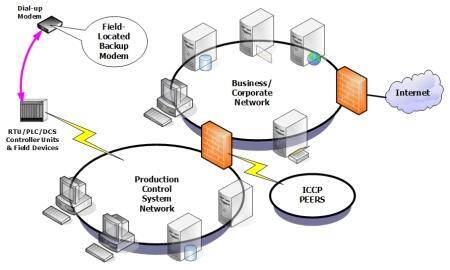 Dial-up
Modem
Field-
Located
Backup
Modem
Business/
Corporate
Network
Internet
RTU/PLC/DCS
Controller Units
& Field Devices
Production
Control
System
Network
ICCP
PEERS